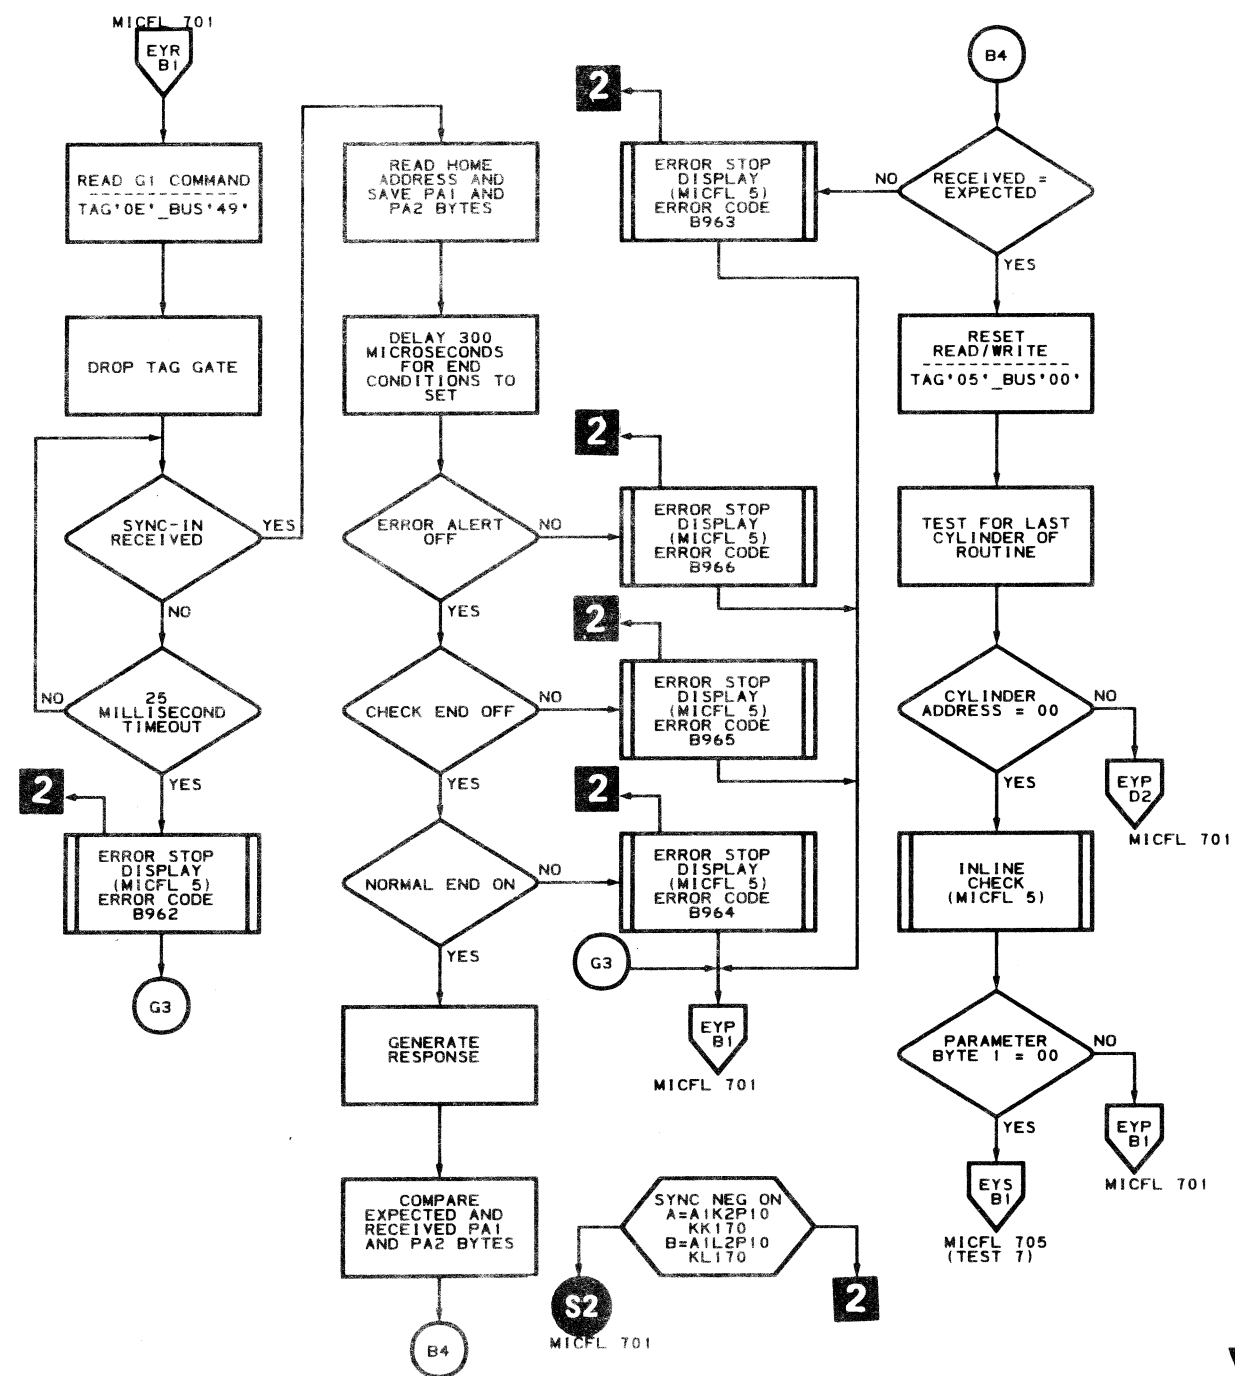 MICFL 701
EYR
B1
READ G1 COMMAND
TAG'0E'_BUS'49'
DROP TAG GATE
SYNC-IN
RECEIVED
YES
NO
25
MILLISECOND
TIMEOUT
NO
YES
2
ERROR STOP
DISPLAY
(MICFL 5)
ERROR CODE
B962
G3
READ HOME
ADDRESS AND
SAVE PA1 AND
PA2 BYTES
DELAY 300
MICROSECONDS
FOR END
CONDITIONS TO
SET
ERROR ALERT
OFF
NO
YES
CHECK END OFF
NO
YES
NORMAL END ON
NO
YES
GENERATE
RESPONSE
COMPARE
EXPECTED AND
RECEIVED PA1
AND PA2 BYTES
B4
2
ERROR STOP
DISPLAY
(MICFL 5)
ERROR CODE
B963
2
ERROR STOP
DISPLAY
(MICFL 5)
ERROR CODE
B966
2
ERROR STOP
DISPLAY
(MICFL 5)
ERROR CODE
B965
2
ERROR STOP
DISPLAY
(MICFL 5)
ERROR CODE
B964
G3
EYP
B1
MICFL 701
SYNC NEG ON
A=A1K2P10
KK170
B=A1L2P10
KL170
S2
MICFL 701
2
B4
RECEIVED =
EXPECTED
NO
YES
RESET
READ/WRITE
TAG'05'_BUS'00'
TEST FOR LAST
CYLINDER OF
ROUTINE
CYLINDER
ADDRESS = 00
NO
YES
EYP
D2
MICFL 701
INLINE
CHECK
(MICFL 5)
PARAMETER
BYTE 1 = 00
NO
YES
EYP
B1
MICFL 701
EYS
B1
MICFL 705
(TEST 7)